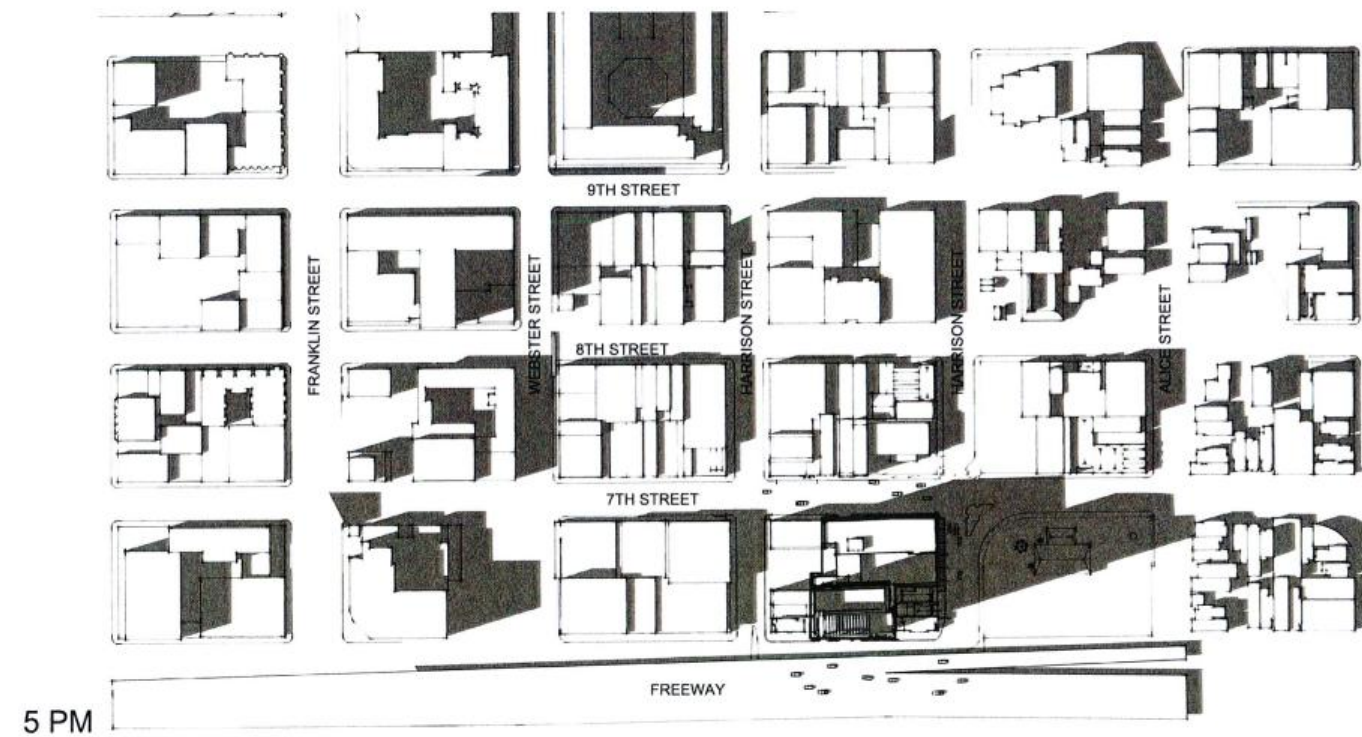 9TH STREET
FRANKLIN STREET
WEBSTER STREET
HARRISON STREET
HARRISON STREET
ALICE STREET
8TH STREET
7TH STREET
FREEWAY
5 PM